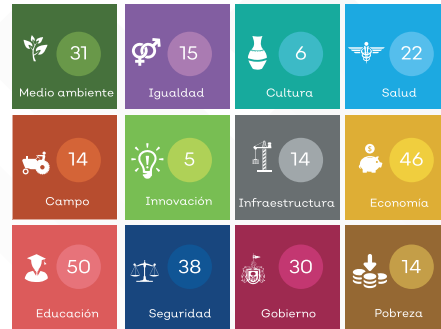 31
Medio ambiente
15
Igualdad
6
Cultura
22
Salud
14
Campo
5
Innovación
14
Infraestructura
46
Economía
50
Educación
38
Seguridad
30
Gobierno
14
Pobreza